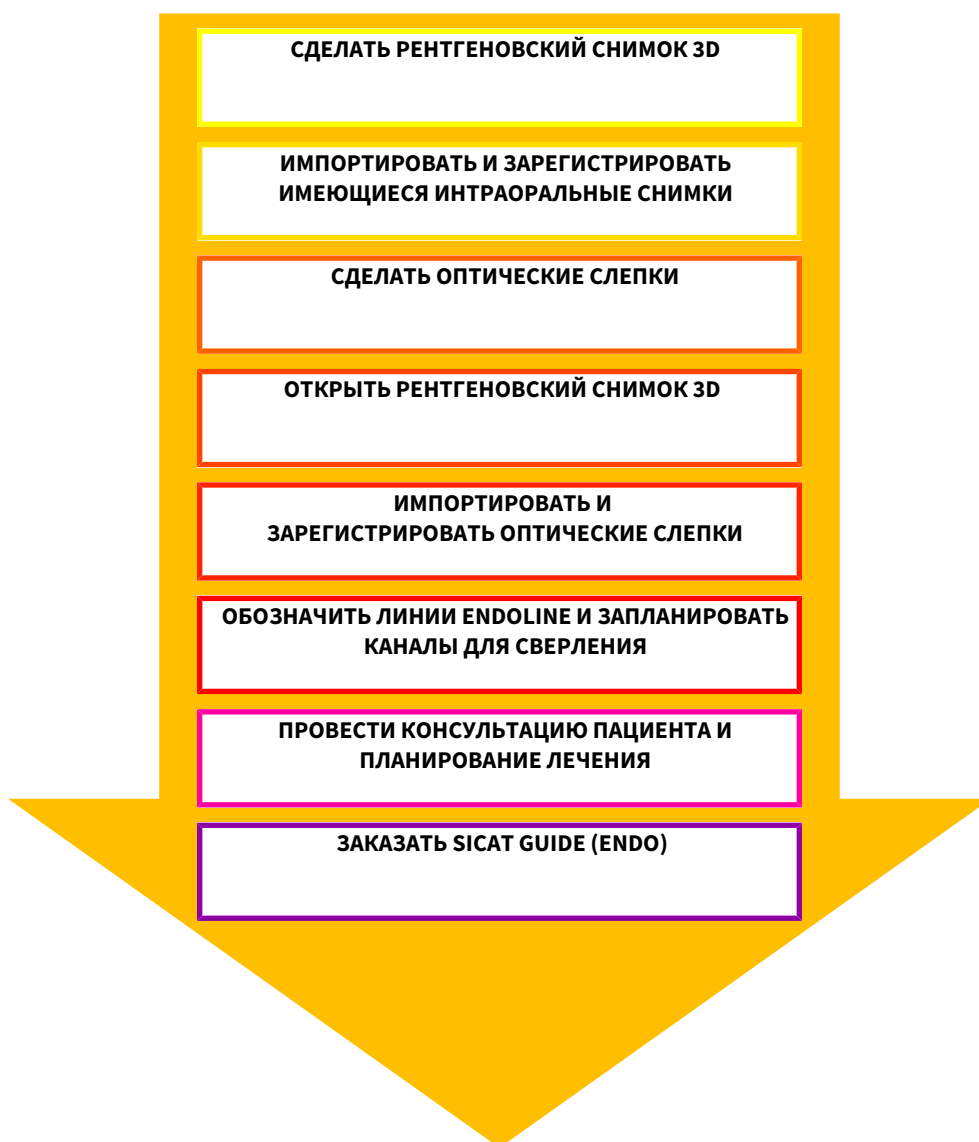 СДЕЛАТЬ РЕНТГЕНОВСКИЙ СНИМОК 3D
ИМПОРТИРОВАТЬ И ЗАРЕГИСТРИРОВАТЬ
ИМЕЮЩИЕСЯ ИНТРАОРАЛЬНЫЕ СНИМКИ
СДЕЛАТЬ ОПТИЧЕСКИЕ СЛЕПКИ
ОТКРЫТЬ РЕНТГЕНОВСКИЙ СНИМОК 3D
ИМПОРТИРОВАТЬ И
ЗАРЕГИСТРИРОВАТЬ ОПТИЧЕСКИЕ СЛЕПКИ
ОБОЗНАЧИТЬ ЛИНИИ ENDOLINE И ЗАПЛАНИРОВАТЬ
КАНАЛЫ ДЛЯ СВЕРЛЕНИЯ
ПРОВЕСТИ КОНСУЛЬТАЦИЮ ПАЦИЕНТА И
ПЛАНИРОВАНИЕ ЛЕЧЕНИЯ
ЗАКАЗАТЬ SICAT GUIDE (ENDO)